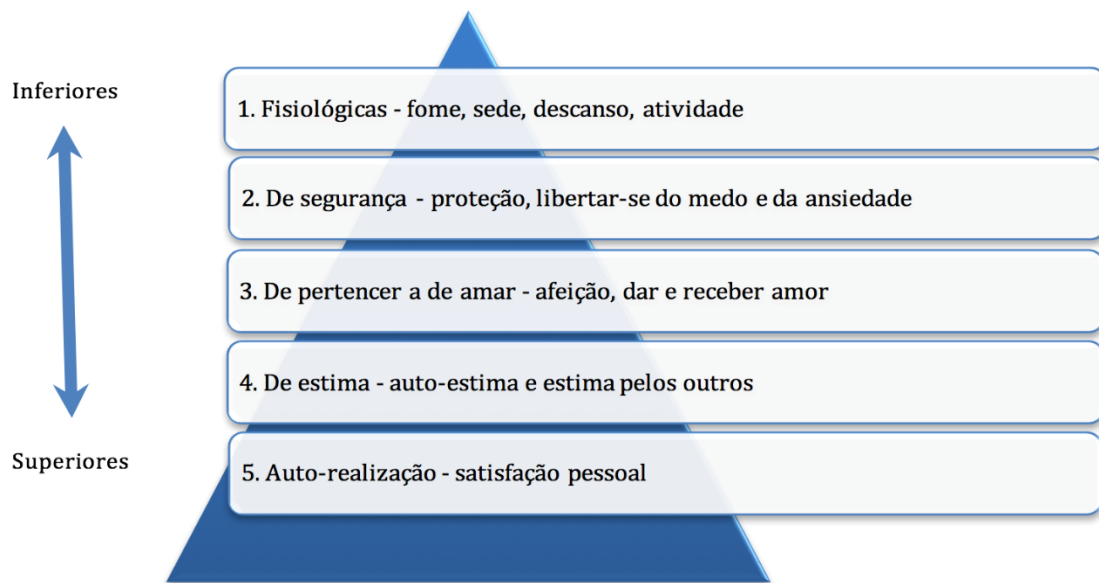 Inferiores
1. Fisiológicas - fome, sede, descanso, atividade
2. De segurança - proteção, libertar-se do medo e da ansiedade
3. De pertencer a de amar - afeição, dar e receber amor
4. De estima - auto-estima e estima pelos outros
Superiores
5. Auto-realização - satisfação pessoal